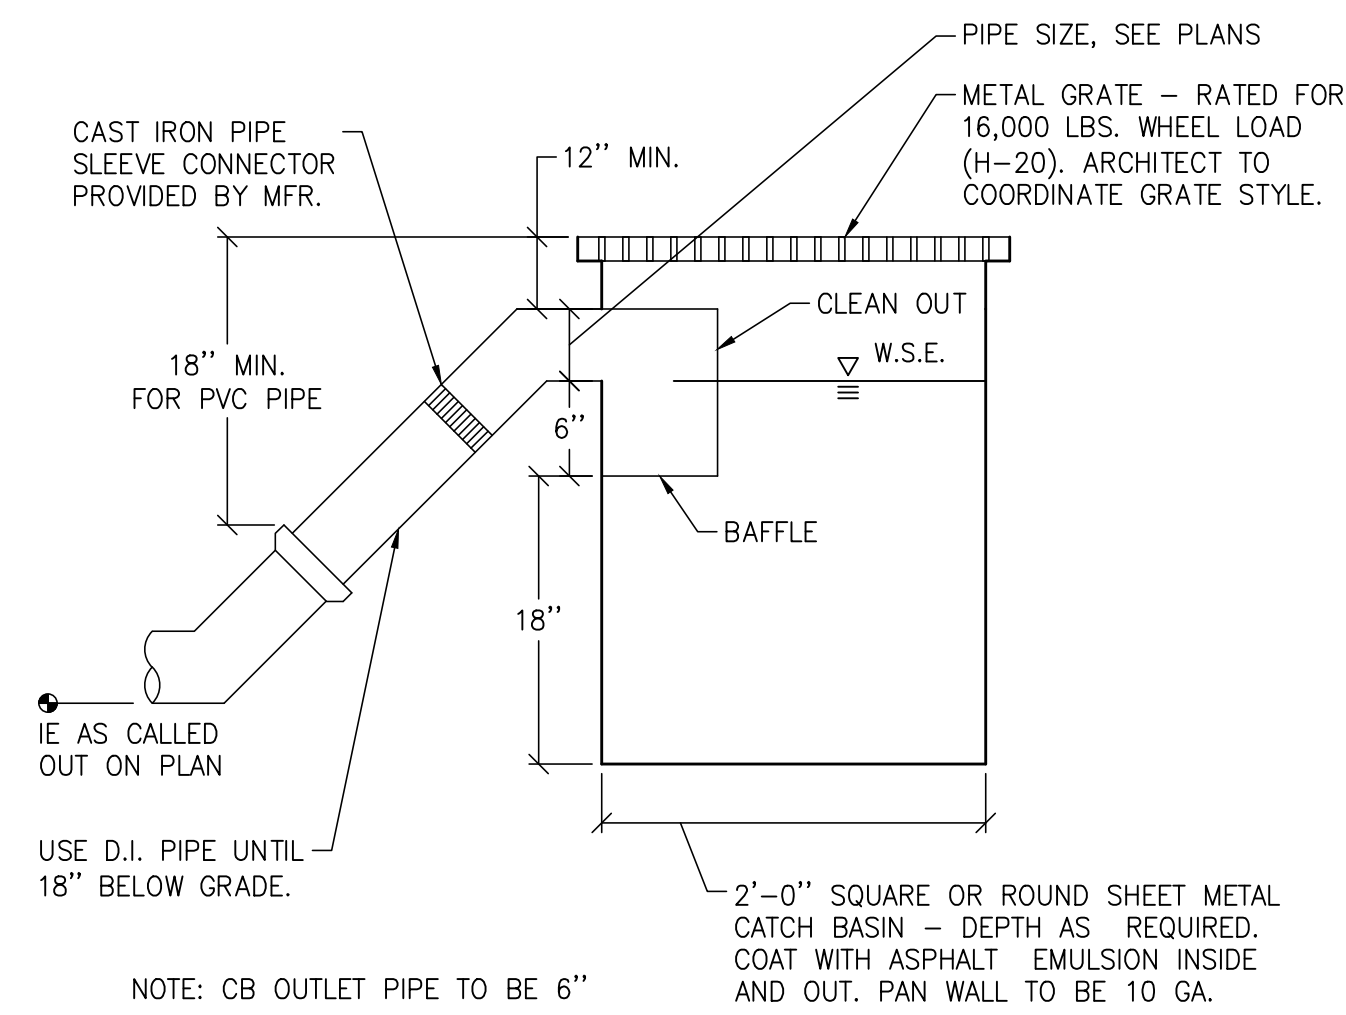 PIPE SIZE, SEE PLANS
METAL GRATE – RATED FOR
16,000 LBS. WHEEL LOAD
(H–20). ARCHITECT TO
COORDINATE GRATE STYLE.
CAST IRON PIPE
SLEEVE CONNECTOR
PROVIDED BY MFR.
12'' MIN.
CLEAN OUT
W.S.E.
18'' MIN.
FOR PVC PIPE
6''
BAFFLE
18''
IE AS CALLED
OUT ON PLAN
USE D.I. PIPE UNTIL
18'' BELOW GRADE.
2'–0'' SQUARE OR ROUND SHEET METAL
CATCH BASIN – DEPTH AS REQUIRED.
COAT WITH ASPHALT EMULSION INSIDE
AND OUT. PAN WALL TO BE 10 GA.
NOTE: CB OUTLET PIPE TO BE 6''